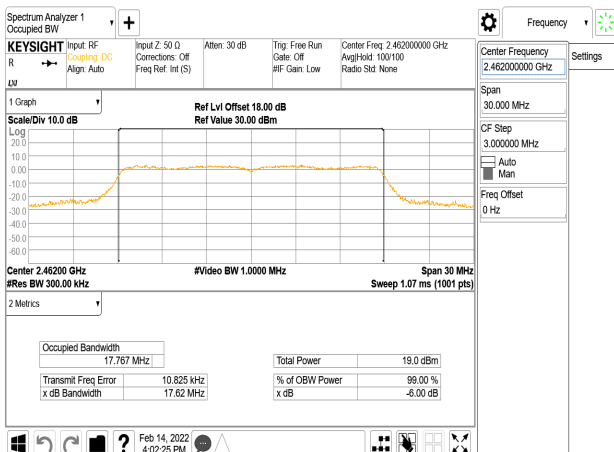 Spectrum Analyzer 1
Occupied BW
Frequency
KEYSIGHT
R
Input: RF
Coupling: DC
Align: Auto
Input Z: 50 Ω
Corrections: Off
Freq Ref: Int (S)
Atten: 30 dB
Trig: Free Run
Gate: Off
#IF Gain: Low
Center Freq: 2.462000000 GHz
Avg|Hold: 100/100
Radio Std: None
Center Frequency
2.462000000 GHz
Settings
Span
30.000 MHz
CF Step
3.000000 MHz
Auto
Man
Freq Offset
0 Hz
1 Graph
Scale/Div 10.0 dB
Ref Lvl Offset 18.00 dB
Ref Value 30.00 dBm
Log
20.0
10.0
0.00
-10.0
-20.0
-30.0
-40.0
-50.0
-60.0
Center 2.46200 GHz
#Video BW 1.0000 MHz
Span 30 MHz
#Res BW 300.00 kHz
Sweep 1.07 ms (1001 pts)
2 Metrics
Occupied Bandwidth
17.767 MHz
Total Power 19.0 dBm
Transmit Freq Error 10.825 kHz
% of OBW Power 99.00 %
x dB Bandwidth 17.62 MHz
x dB -6.00 dB
?
Feb 14, 2022
4:02:25 PM